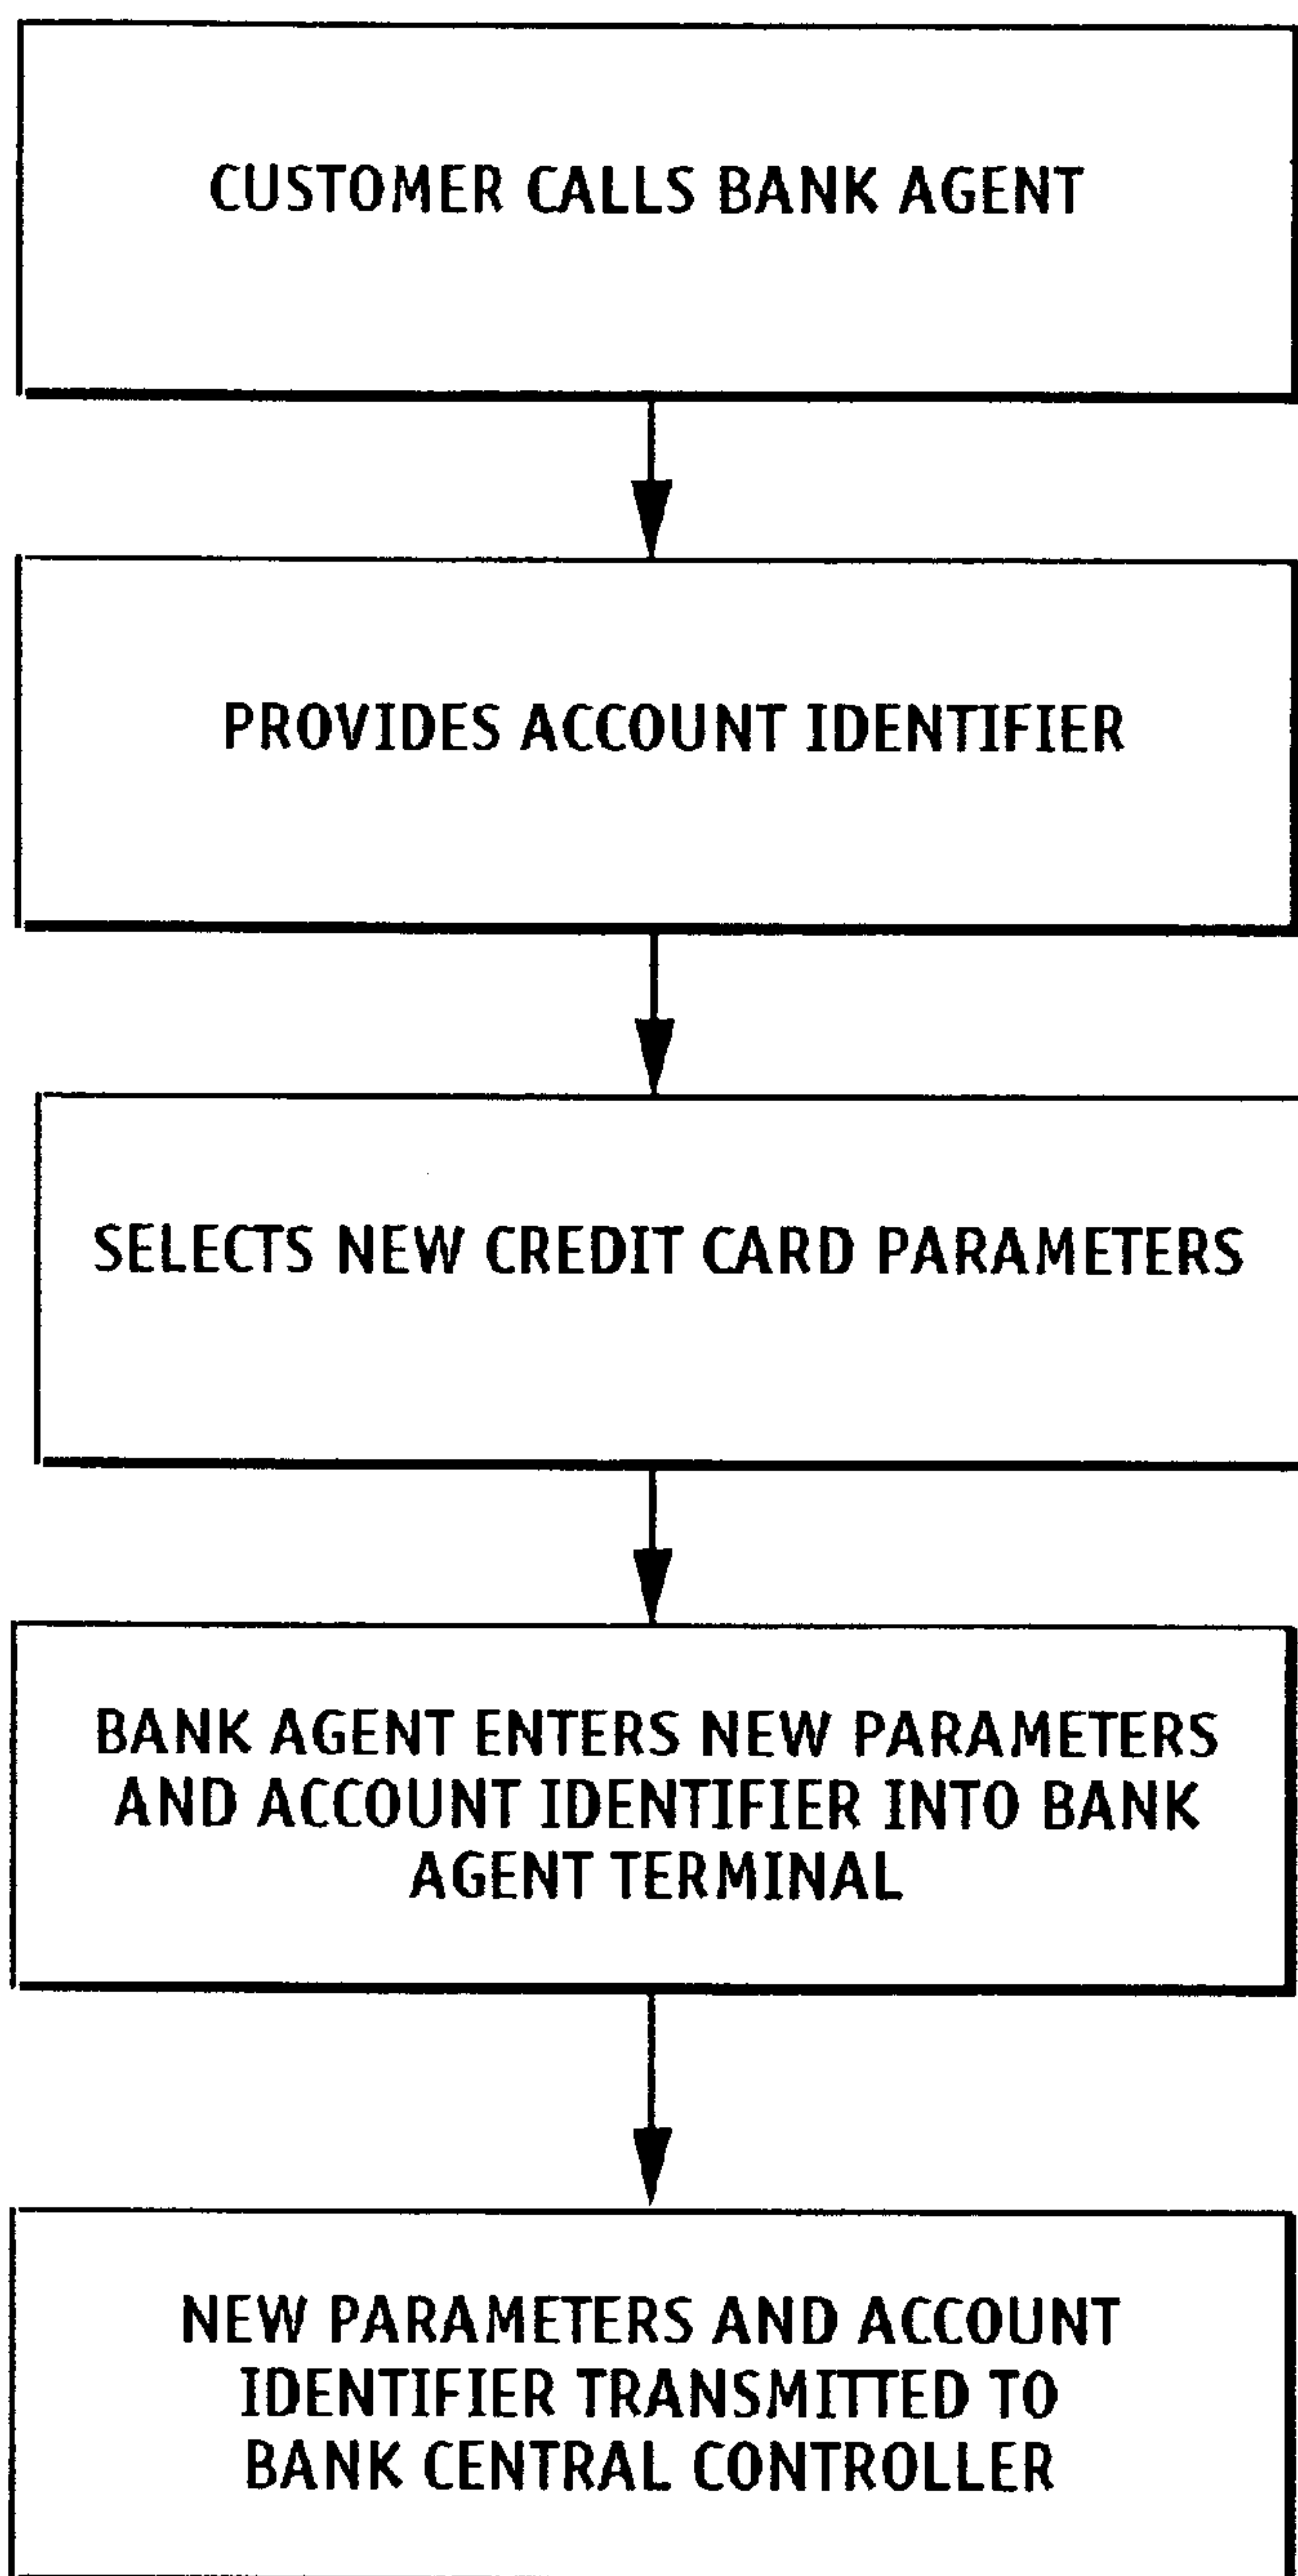 CUSTOMER CALLS BANK AGENT
PROVIDES ACCOUNT IDENTIFIER
SELECTS NEW CREDIT CARD PARAMETERS
BANK AGENT ENTERS NEW PARAMETERS
AND ACCOUNT IDENTIFIER INTO BANK
AGENT TERMINAL
NEW PARAMETERS AND ACCOUNT
IDENTIFIER TRANSMITTED TO
BANK CENTRAL CONTROLLER